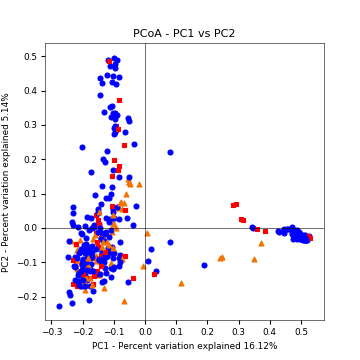 PCoA - PC1 vs PC2
PC2 - Percent variation explained 5.14%
0.5
0.4
0.3
0.2
0.1
0.0
−0.1
−0.2
−0.3 −0.2 −0.1 0.0 0.1 0.2 0.3 0.4 0.5
PC1 - Percent variation explained 16.12%